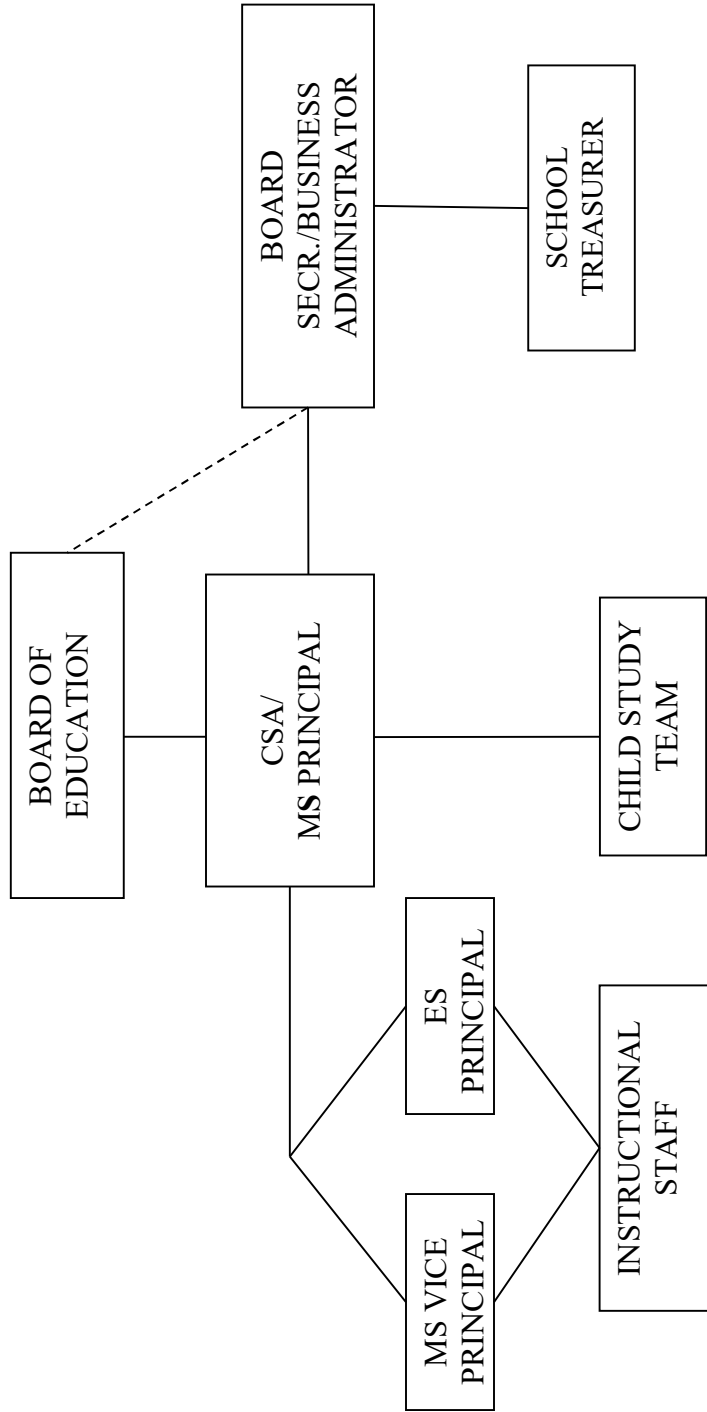 BOARD OF
EDUCATION
CSA/
MS PRINCIPAL
BOARD
SECR./BUSINESS
ADMINISTRATOR
MS VICE
PRINCIPAL
ES
PRINCIPAL
SCHOOL
TREASURER
INSTRUCTIONAL
STAFF
CHILD STUDY
TEAM